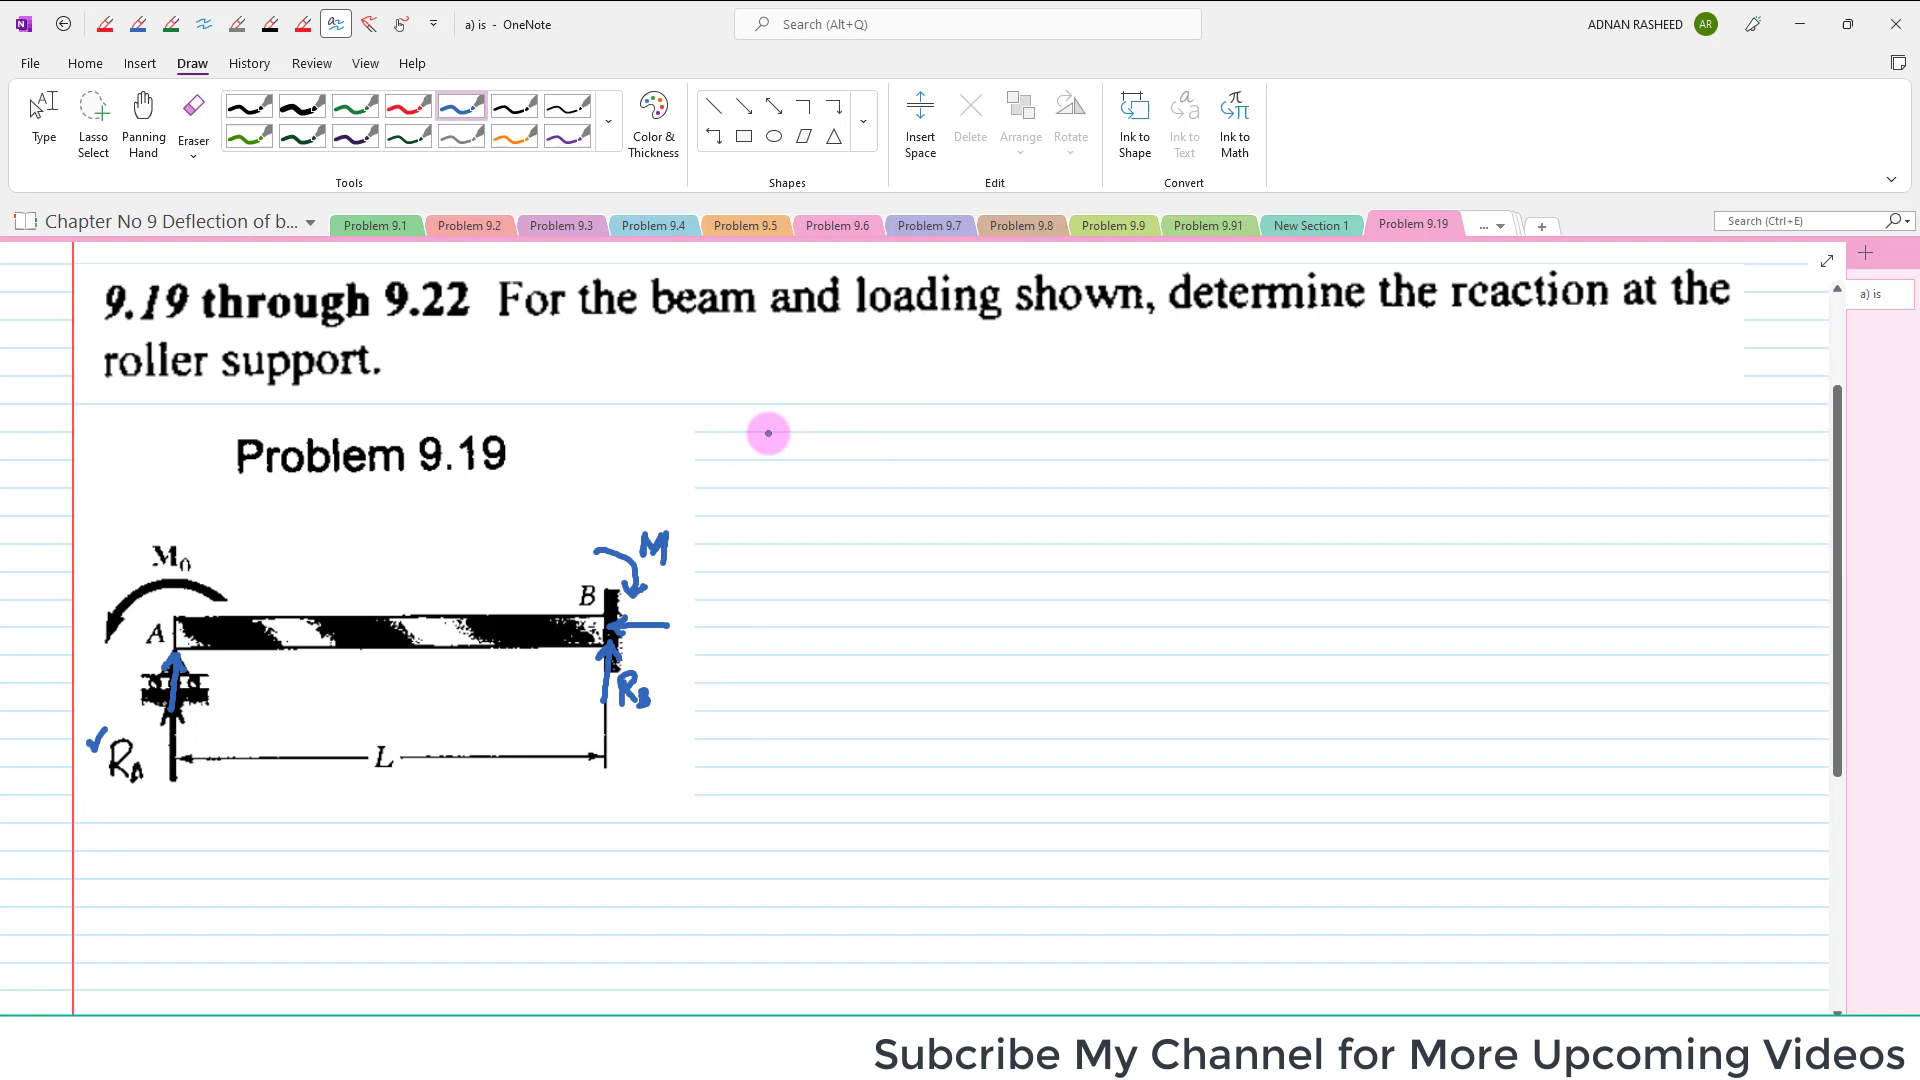 a) is - OneNote
Search (Alt+Q)
ADNAN RASHEED AR
File Home Insert Draw History Review View Help
Type
Lasso Select
Panning Hand
Eraser
Color & Thickness
Insert Space
Delete
Arrange
Rotate
Ink to Shape
Ink to Text
Ink to Math
Tools Shapes Edit Convert
Chapter No 9 Deflection of b...
Problem 9.1 Problem 9.2 Problem 9.3 Problem 9.4 Problem 9.5 Problem 9.6 Problem 9.7 Problem 9.8 Problem 9.9 Problem 9.91 New Section 1 Problem 9.19 ...
Search (Ctrl+E)
a) is
9.19 through 9.22 For the beam and loading shown, determine the reaction at the
roller support.
Problem 9.19
M₀
M
B
A
R_B
R_A
L
Subcribe My Channel for More Upcoming Videos